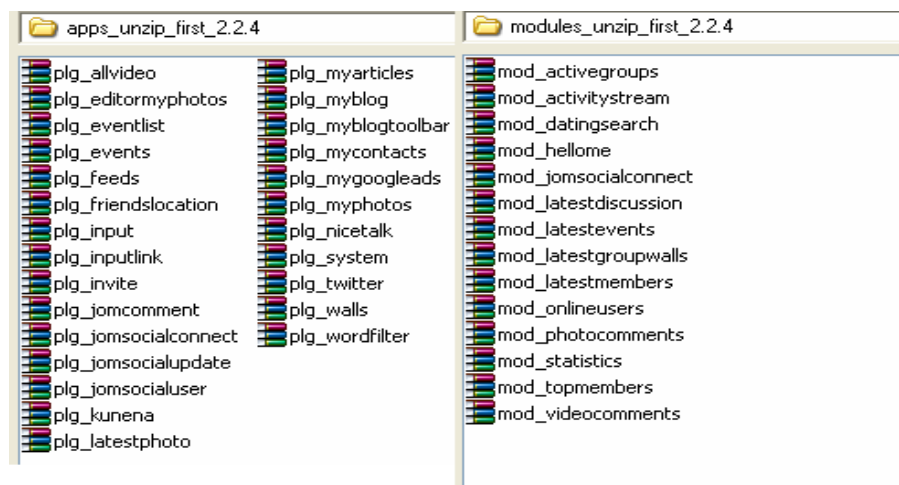 apps_unzip_first_2.2.4
plg_allvideo
plg_editormyphotos
plg_eventlist
plg_events
plg_feeds
plg_friendslocation
plg_input
plg_inputlink
plg_invite
plg_jomcomment
plg_jomsocialconnect
plg_jomsocialupdate
plg_jomsocialuser
plg_kunena
plg_latestphoto
plg_myarticles
plg_myblog
plg_myblogtoolbar
plg_mycontacts
plg_mygoogleads
plg_myphotos
plg_nicetalk
plg_system
plg_twitter
plg_walls
plg_wordfilter
modules_unzip_first_2.2.4
mod_activegroups
mod_activitystream
mod_datingsearch
mod_hellome
mod_jomsocialconnect
mod_latestdiscussion
mod_latestevents
mod_latestgroupwalls
mod_latestmembers
mod_onlineusers
mod_photocomments
mod_statistics
mod_topmembers
mod_videocomments